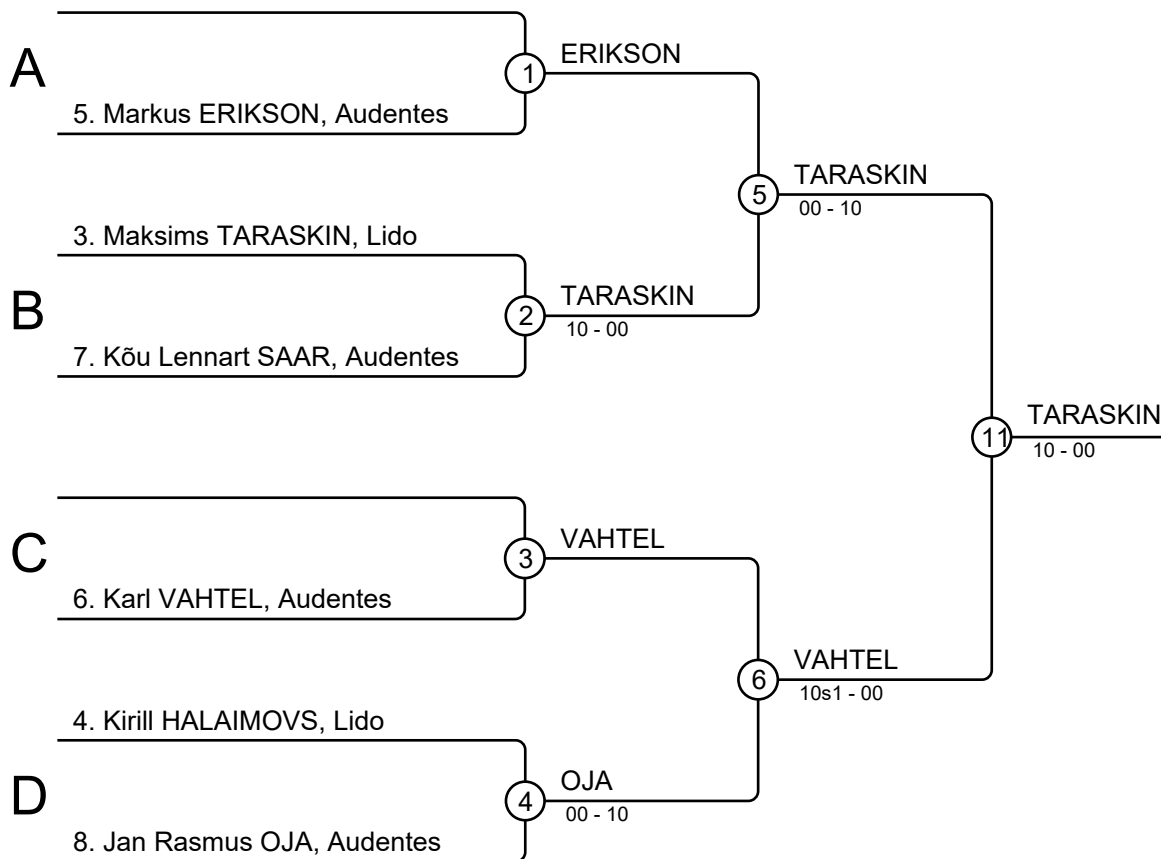 A
1
ERIKSON
5. Markus ERIKSON, Audentes
5
TARASKIN
00 - 10
3. Maksims TARASKIN, Lido
B
2
TARASKIN
10 - 00
7. Kõu Lennart SAAR, Audentes
11
TARASKIN
10 - 00
C
3
VAHTEL
6. Karl VAHTEL, Audentes
6
VAHTEL
10s1 - 00
4. Kirill HALAIMOVS, Lido
D
4
OJA
00 - 10
8. Jan Rasmus OJA, Audentes